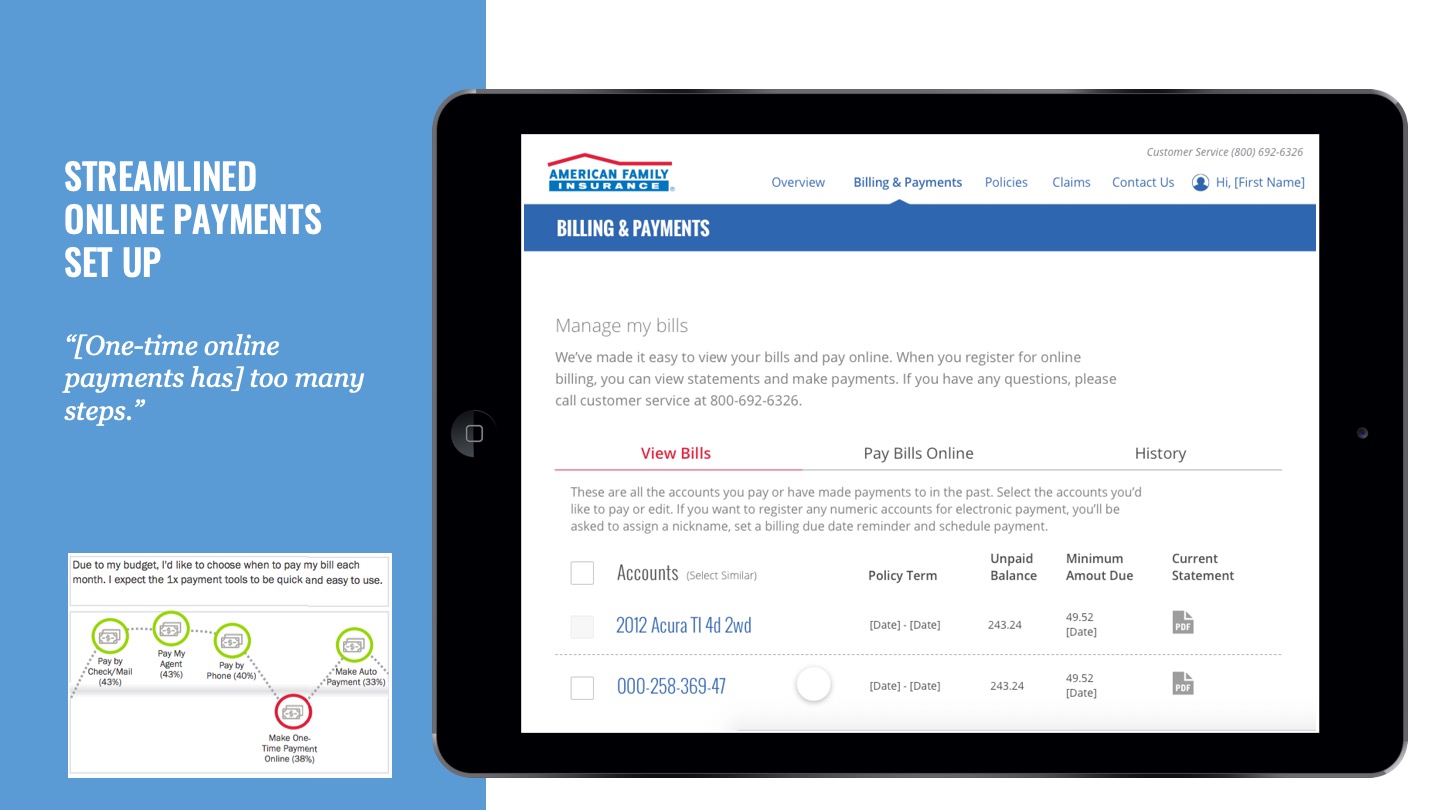 STREAMLINED
ONLINE PAYMENTS
SET UP
“[One-time online
payments has] too many
steps.”
Due to my budget, I'd like to choose when to pay my bill each
month. I expect the 1x payment tools to be quick and easy to use.
Pay by
Check/Mail
(43%)
Pay My
Agent
(43%)
Pay by
Phone (40%)
Make One-
Time Payment
Online (38%)
Make Auto
Payment (33%)
AMERICAN FAMILY
INSURANCE ®
Customer Service (800) 692-6326
Overview Billing & Payments Policies Claims Contact Us Hi, [First Name]
BILLING & PAYMENTS
Manage my bills
We’ve made it easy to view your bills and pay online. When you register for online
billing, you can view statements and make payments. If you have any questions, please
call customer service at 800-692-6326.
View Bills Pay Bills Online History
These are all the accounts you pay or have made payments to in the past. Select the accounts you’d
like to pay or edit. If you want to register any numeric accounts for electronic payment, you’ll be
asked to assign a nickname, set a billing due date reminder and schedule payment.
Accounts (Select Similar)
Policy Term
Unpaid
Balance
Minimum
Amout Due
Current
Statement
2012 Acura Tl 4d 2wd [Date] - [Date] 243.24 49.52
[Date]
PDF
000-258-369-47 [Date] - [Date] 243.24 49.52
[Date]
PDF